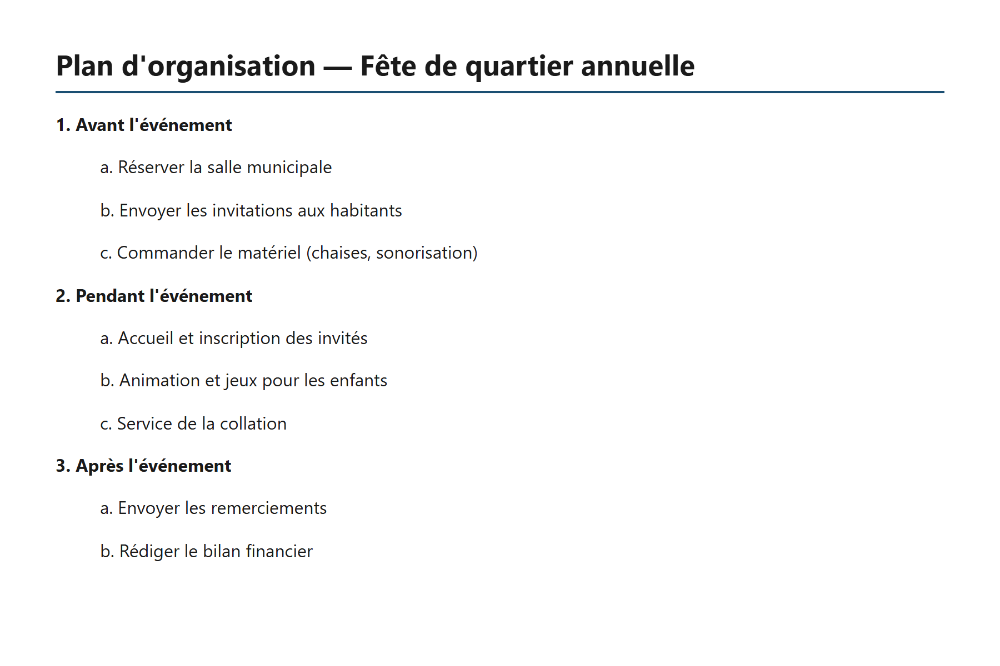 Plan d'organisation — Fête de quartier annuelle
1. Avant l'événement
a. Réserver la salle municipale
b. Envoyer les invitations aux habitants
c. Commander le matériel (chaises, sonorisation)
2. Pendant l'événement
a. Accueil et inscription des invités
b. Animation et jeux pour les enfants
c. Service de la collation
3. Après l'événement
a. Envoyer les remerciements
b. Rédiger le bilan financier